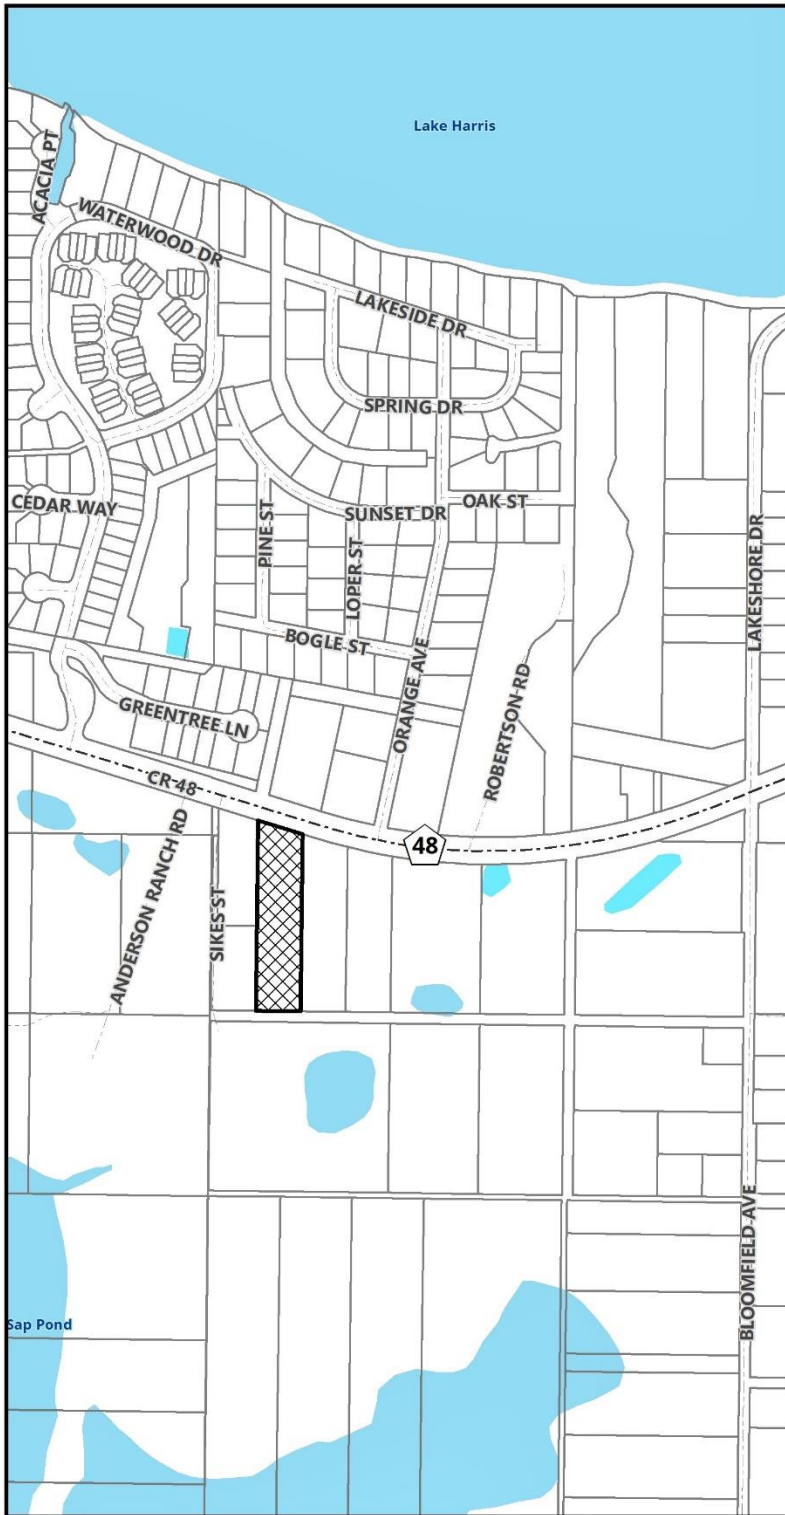 Lake Harris
ACACIA PT
WATERWOOD DR
LAKESIDE DR
SPRING DR
CEDAR WAY
PINE ST
SUNSET DR
OAK ST
LOPER ST
LAKESHORE DR
BOGLE ST
ORANGE AVE
ROBERTSON RD
GREENTREE LN
CR 48
48
ANDERSON RANCH RD
SIKES ST
BLOOMFIELD AVE
Sap Pond